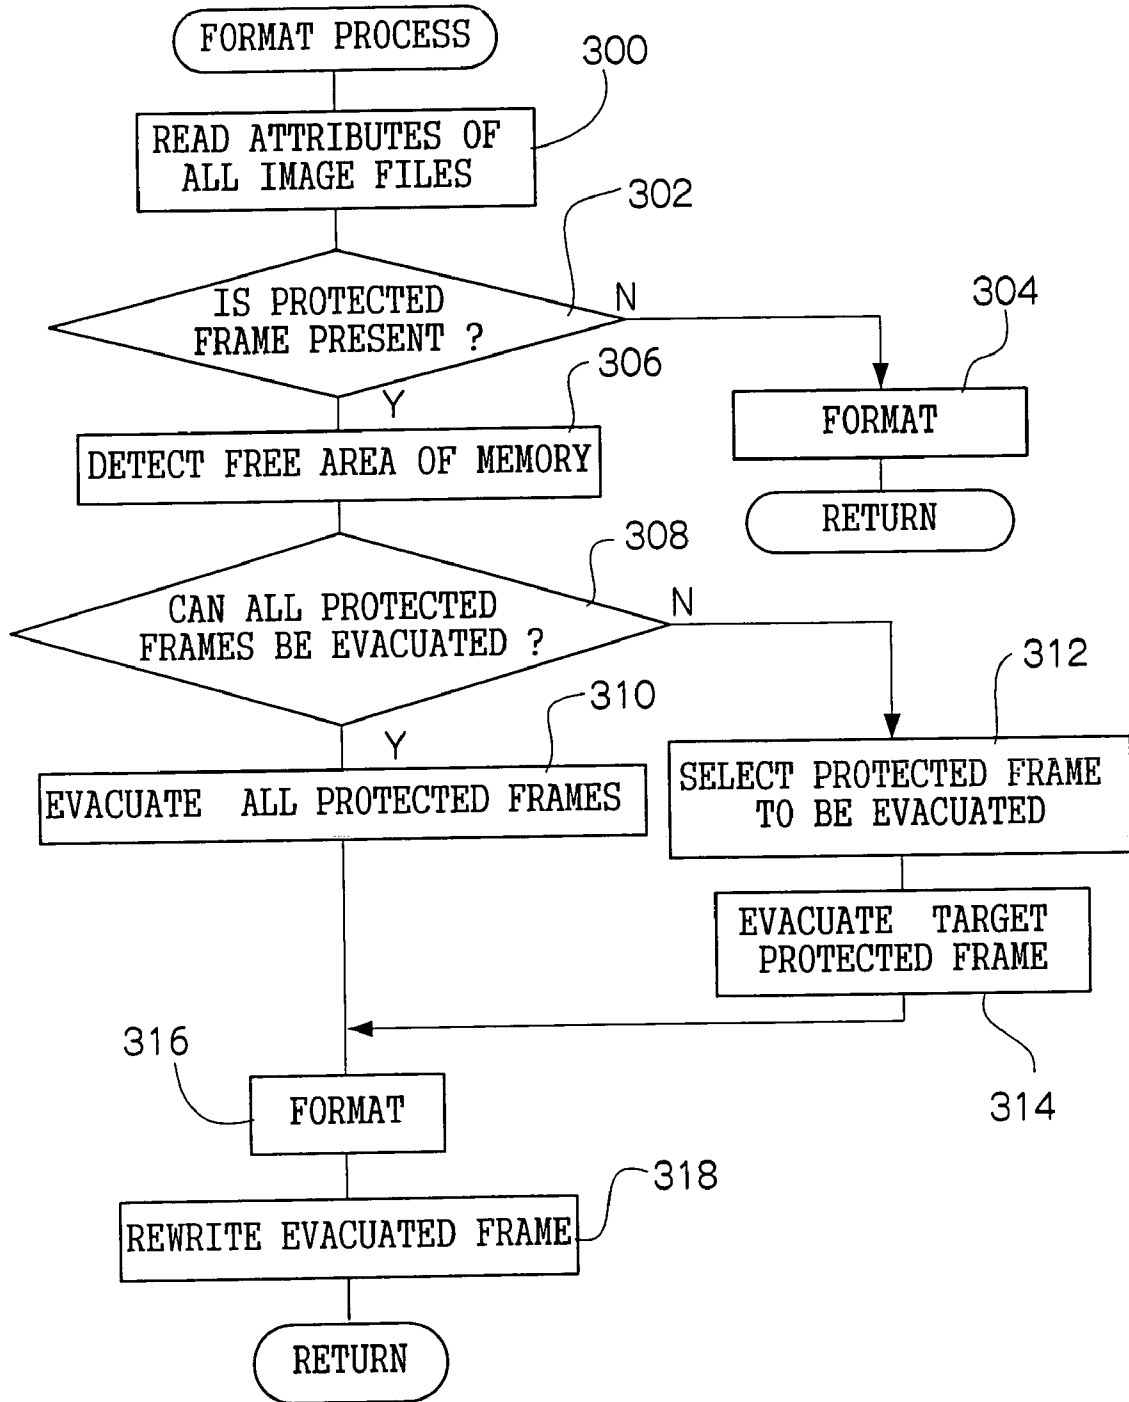 FORMAT PROCESS
300
READ ATTRIBUTES OF
ALL IMAGE FILES
302
IS PROTECTED
FRAME PRESENT ?
N
304
Y
306
FORMAT
DETECT FREE AREA OF MEMORY
RETURN
308
CAN ALL PROTECTED
FRAMES BE EVACUATED ?
N
312
310
Y
SELECT PROTECTED FRAME
TO BE EVACUATED
EVACUATE ALL PROTECTED FRAMES
EVACUATE TARGET
PROTECTED FRAME
314
316
FORMAT
318
REWRITE EVACUATED FRAME
RETURN